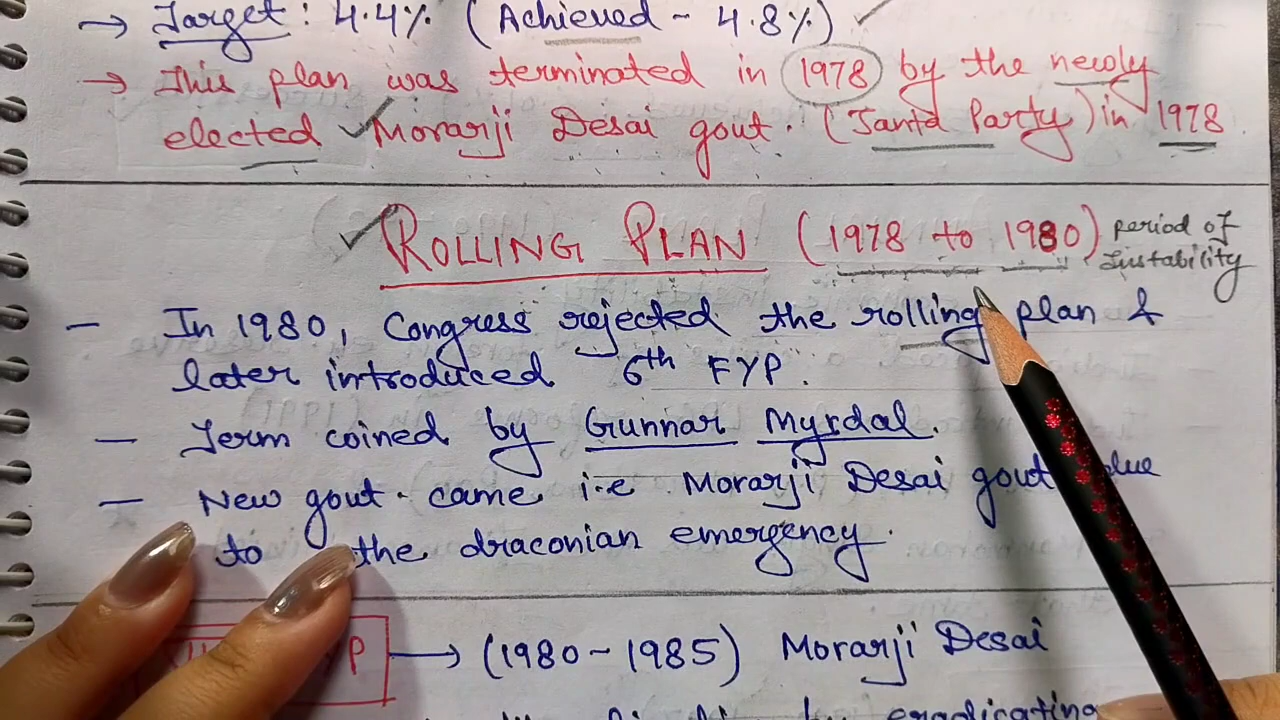 → Target: 4.4% (Achieved - 4.8%)
→ This plan was terminated in 1978 by the newly
elected Morarji Desai govt. (Janta Party) in 1978
ROLLING PLAN (1978 to 1980) period of
Instability
- In 1980, Congress rejected the rolling plan &
later introduced 6th FYP.
- Term coined by Gunnar Myrdal.
- New govt. came i.e Morarji Desai govt due
to the draconian emergency.
P → (1980-1985) Morarji Desai
by eradicating